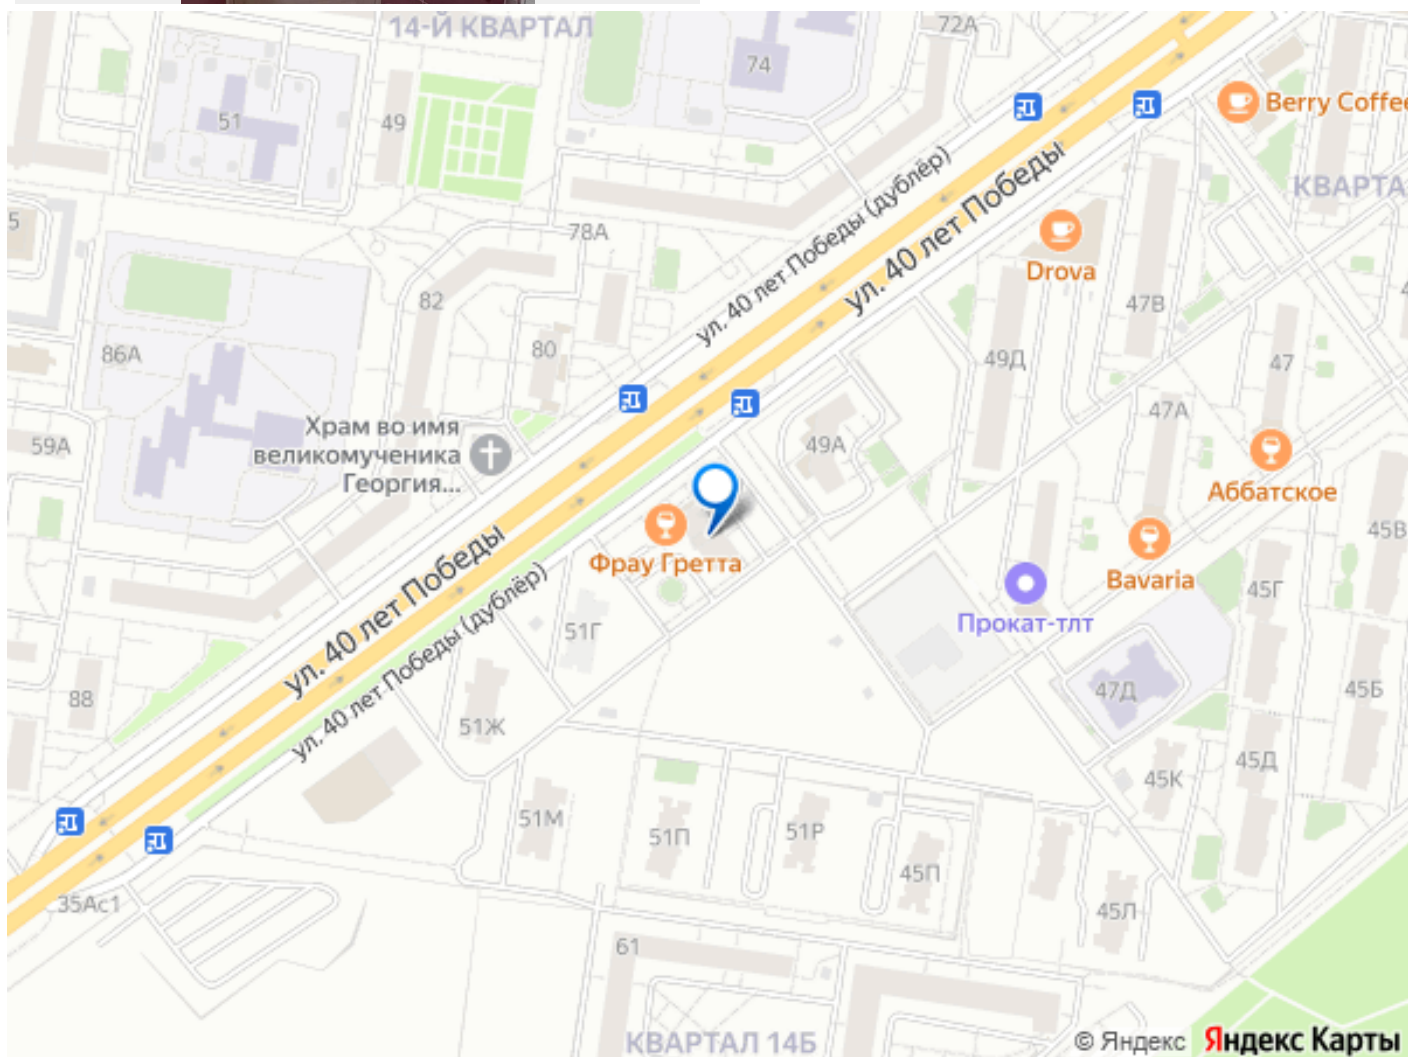 14-Й КВАРТАЛ
72А
74
Berry Coffee
51
49
ул. 40 лет Победы (дублёр)
ул. 40 лет Победы
КВАРТА
5
78А
Drova
82
47В
86А
80
49Д
47
Храм во имя
великомученика
Георгия...
59А
49А
47А
Аббатское
45В
Фрау Гретта
Bavaria
ул. 40 лет Победы
ул. 40 лет Победы (дублёр)
51Г
Прокат-тлт
45Г
88
51Ж
47Д
45Б
45Д
45К
51М
51П
51Р
45П
35Ас1
45Л
61
КВАРТАЛ 14Б
© Яндекс Яндекс Карты